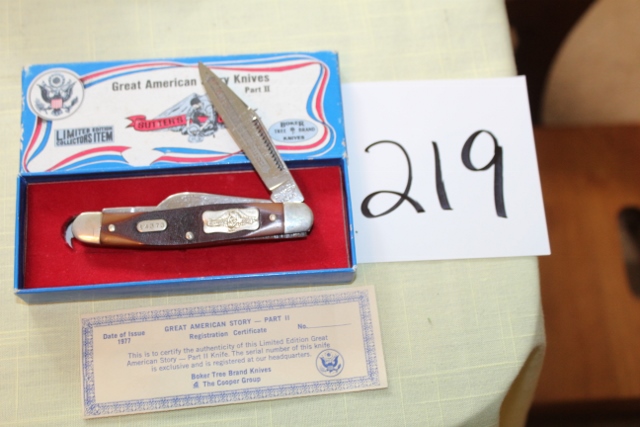 Great American Story Knives
Part II
LIMITED EDITION
COLLECTORS ITEM
219
GREAT AMERICAN STORY — PART II
Date of Issue
1977
Registration Certificate
No.
This is to certify the authenticity of this Limited Edition Great
American Story — Part II Knife. The serial number of this knife
is exclusive and is registered at our headquarters.
Boker Tree Brand Knives
& The Cooper Group